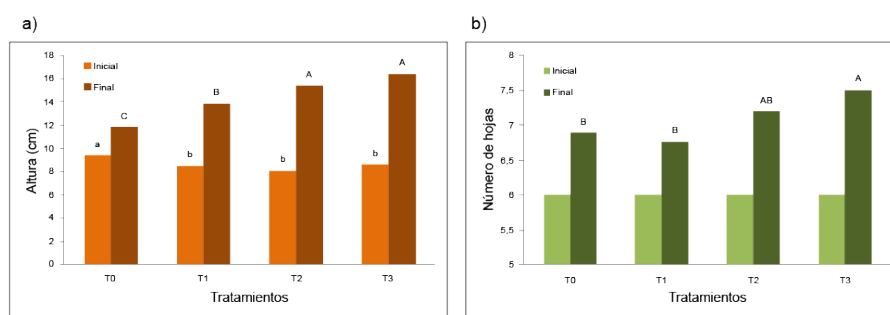 a)
18
16
14
12
10
8
6
4
2
0
Altura (cm)
Inicial
Final
a
C
b
B
b
A
b
A
T0
T1
T2
T3
Tratamientos
b)
8
7,5
7
6,5
6
5,5
5
Número de hojas
Inicial
Final
B
B
AB
A
T0
T1
T2
T3
Tratamientos